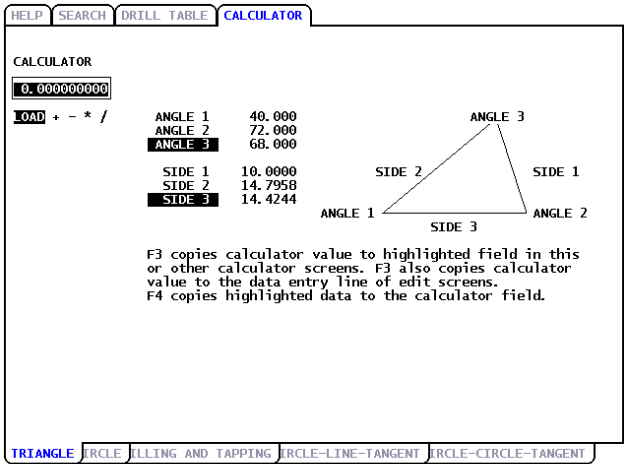 HELP SEARCH DRILL TABLE CALCULATOR
CALCULATOR
0.000000000
LOAD + - * /
ANGLE 1 40.000
ANGLE 2 72.000
ANGLE 3 68.000
SIDE 1 10.0000
SIDE 2 14.7958
SIDE 3 14.4244
ANGLE 3
SIDE 2 SIDE 1
ANGLE 1 ANGLE 2
SIDE 3
F3 copies calculator value to highlighted field in this
or other calculator screens. F3 also copies calculator
value to the data entry line of edit screens.
F4 copies highlighted data to the calculator field.
TRIANGLE IRCLE ILLING AND TAPPING IRCLE-LINE-TANGENT IRCLE-CIRCLE-TANGENT